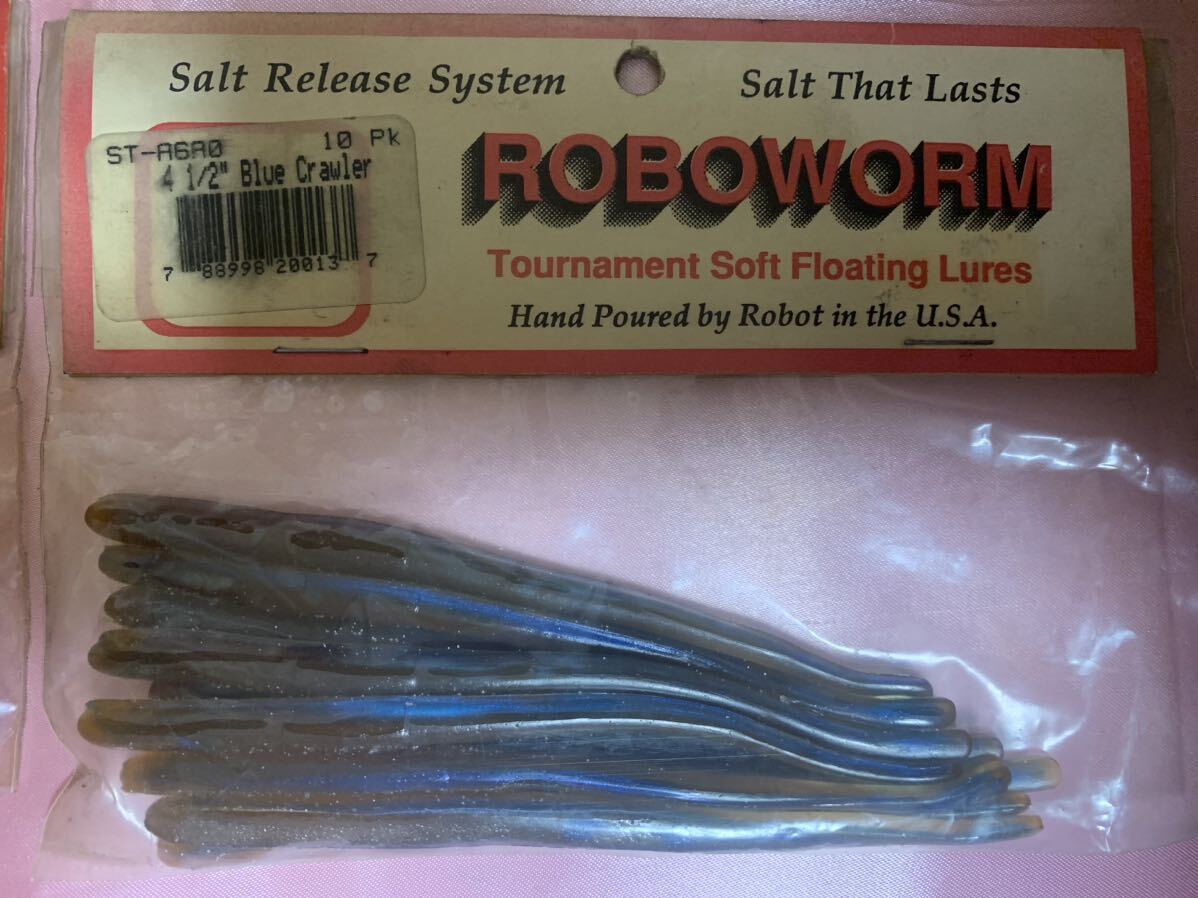 Salt Release System
Salt That Lasts
ST-A6A0 10 Pk
4 1/2" Blue Crawler
7 88998 20013 7
ROBOWORM
Tournament Soft Floating Lures
Hand Poured by Robot in the U.S.A.